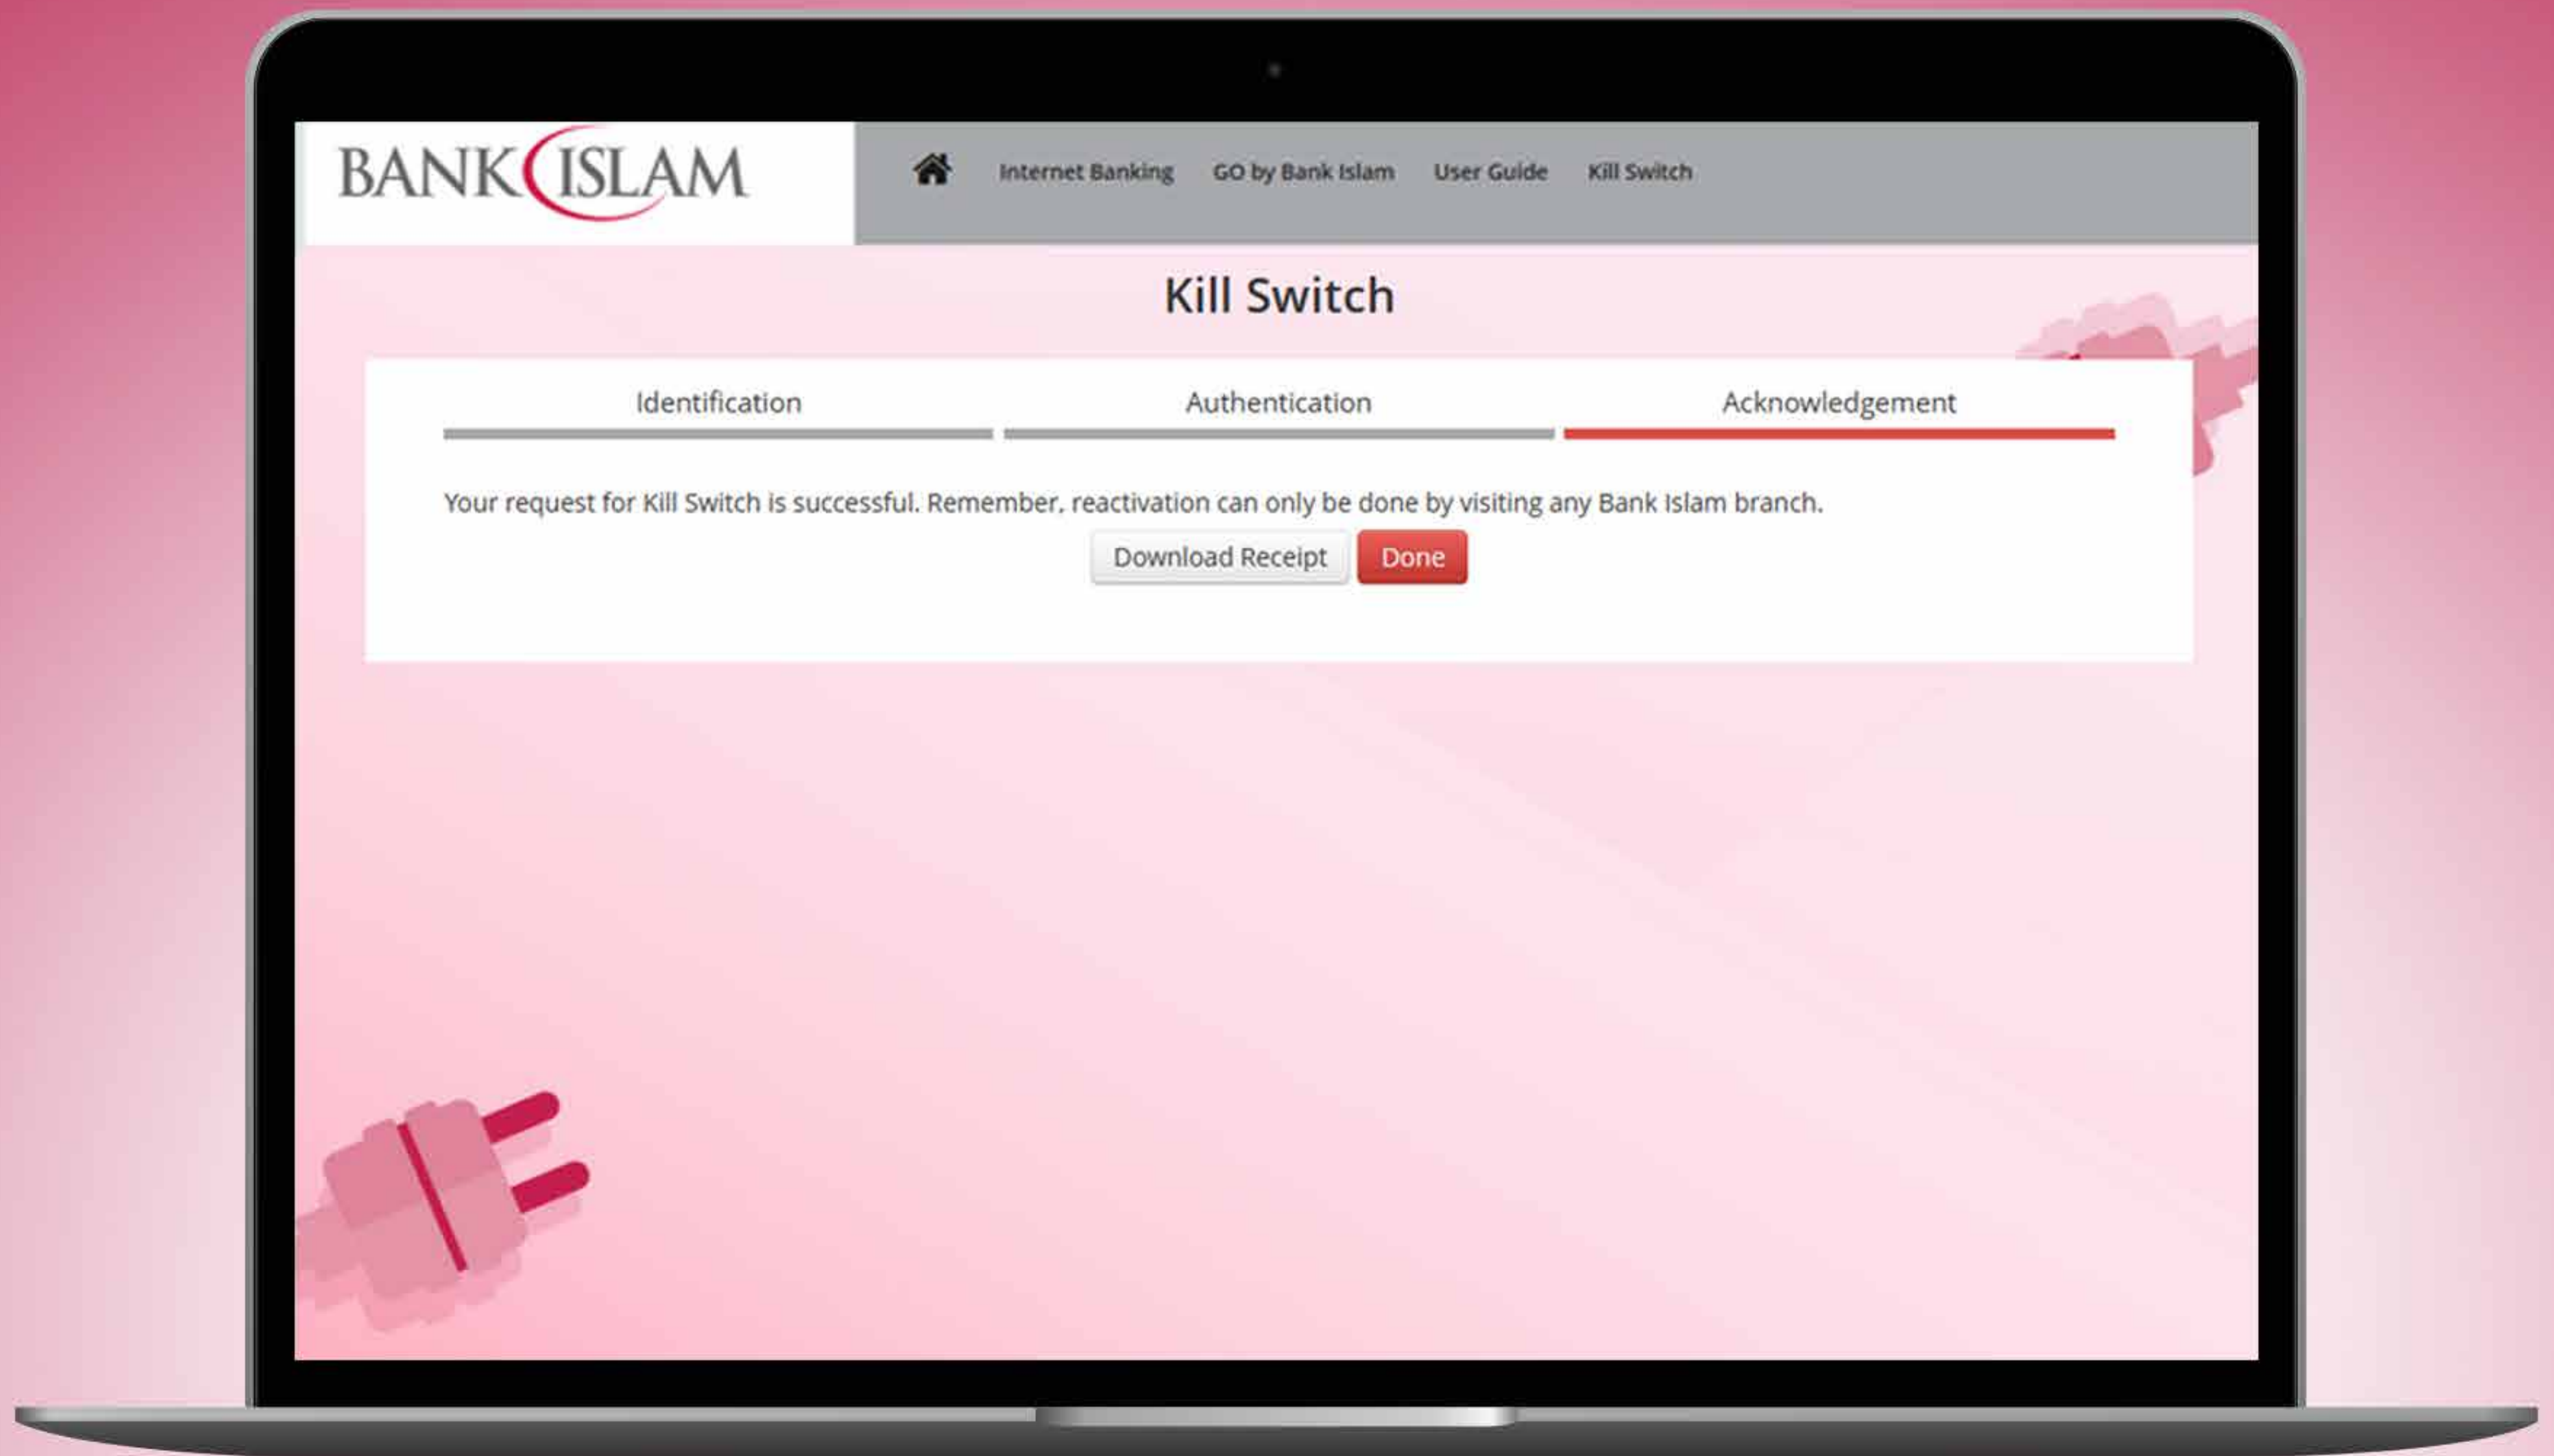 BANK ISLAM
Internet Banking GO by Bank Islam User Guide Kill Switch
Kill Switch
Identification Authentication Acknowledgement
Your request for Kill Switch is successful. Remember, reactivation can only be done by visiting any Bank Islam branch.
Download Receipt Done